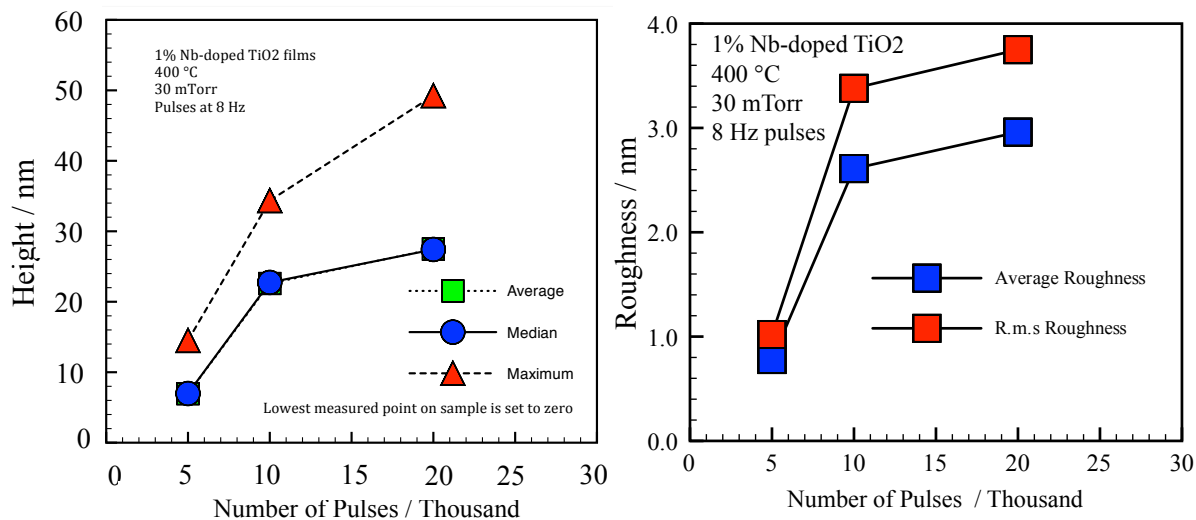 60
50
40
30
20
10
0
Height / nm
1% Nb-doped TiO2 films
400 °C
30 mTorr
Pulses at 8 Hz
Average
Median
Maximum
Lowest measured point on sample is set to zero
0 5 10 15 20 25 30
Number of Pulses / Thousand
4.0
3.0
2.0
1.0
0.0
Roughness / nm
1% Nb-doped TiO2
400 °C
30 mTorr
8 Hz pulses
Average Roughness
R.m.s Roughness
0 5 10 15 20 25 30
Number of Pulses / Thousand